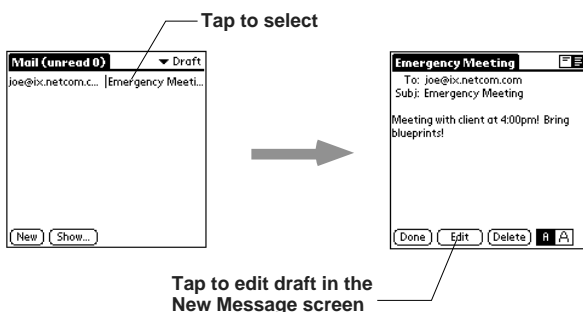 Tap to select
Mail (unread 0)
Draft
joe@ix.netcom.c... Emergency Meeti...
New Show...
Emergency Meeting
To: joe@ix.netcom.com
Subj: Emergency Meeting
Meeting with client at 4:00pm! Bring
blueprints!
Done Edit Delete A A
Tap to edit draft in the
New Message screen